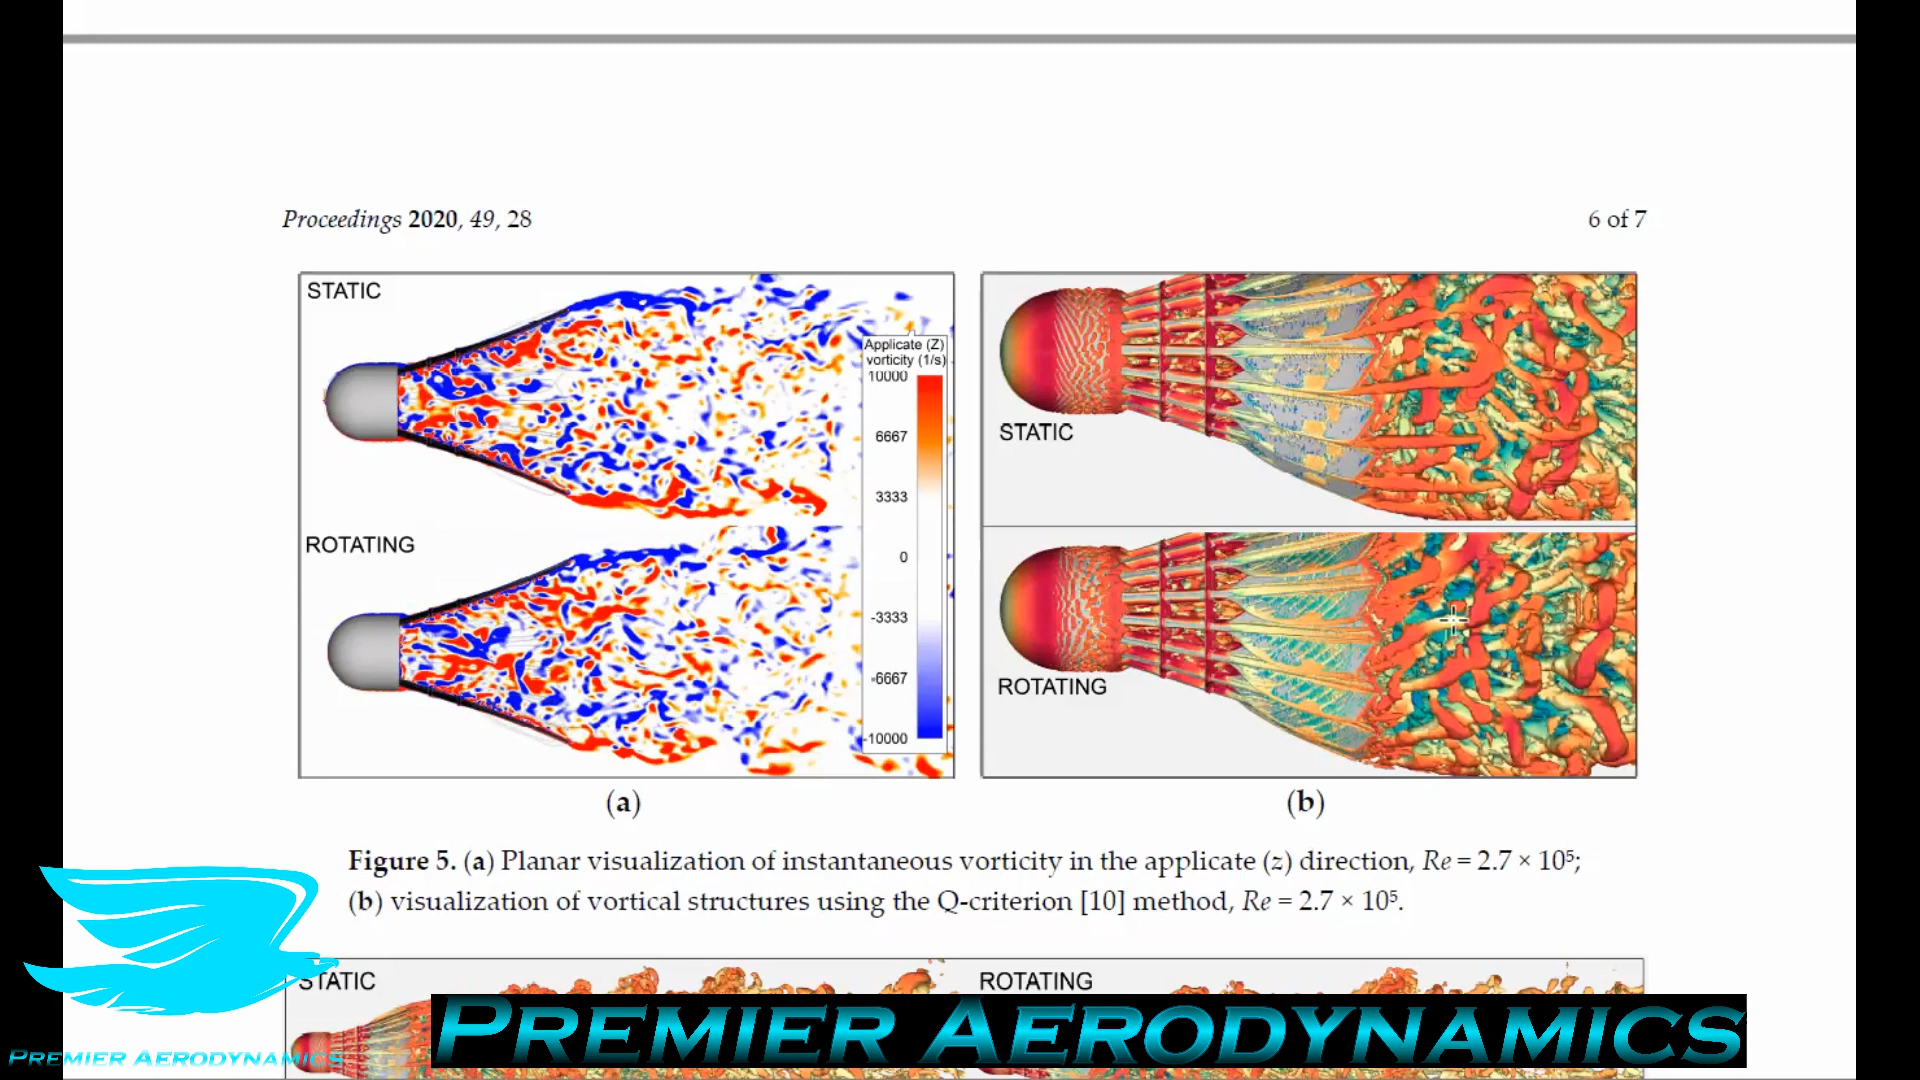 Proceedings 2020, 49, 28
6 of 7
STATIC
Applicate (Z)
vorticity (1/s)
10000
6667
3333
0
-3333
-6667
-10000
ROTATING
STATIC
ROTATING
(a)
(b)
Figure 5. (a) Planar visualization of instantaneous vorticity in the applicate (z) direction, Re = 2.7 × 10⁵;
(b) visualization of vortical structures using the Q-criterion [10] method, Re = 2.7 × 10⁵.
STATIC
ROTATING
PREMIER AERODYNAMICS
PREMIER AERODYNAMICS